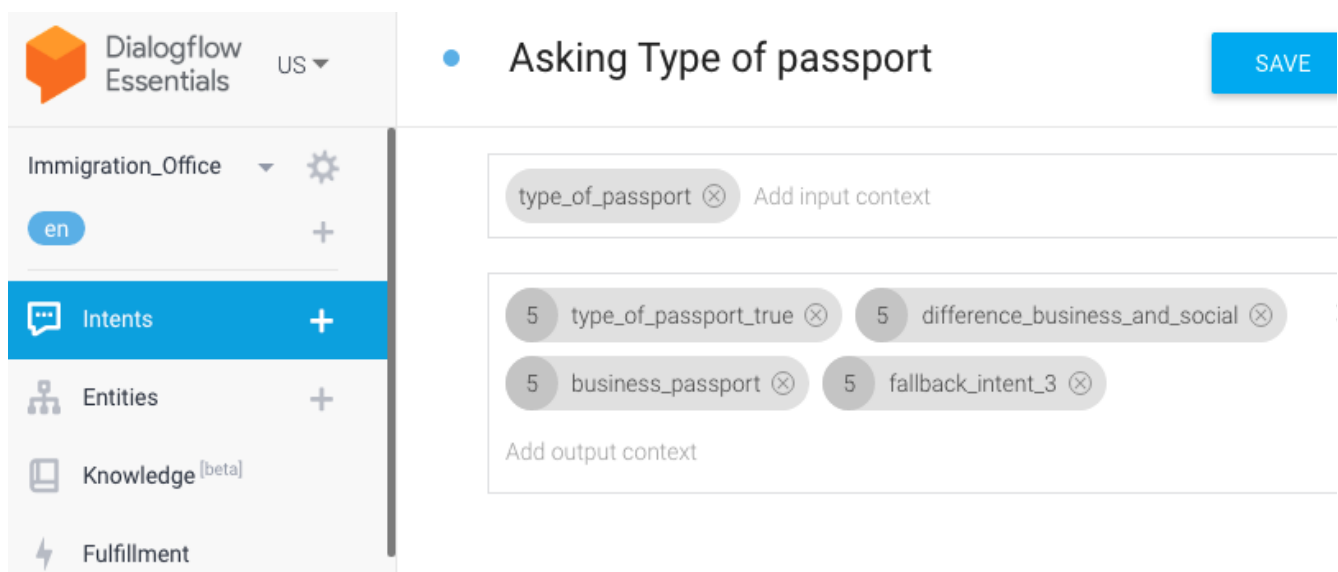 Dialogflow
Essentials
US
Asking Type of passport
SAVE
Immigration_Office
en
Intents
Entities
Knowledge [beta]
Fulfillment
type_of_passport Add input context
5 type_of_passport_true 5 difference_business_and_social
5 business_passport 5 fallback_intent_3
Add output context